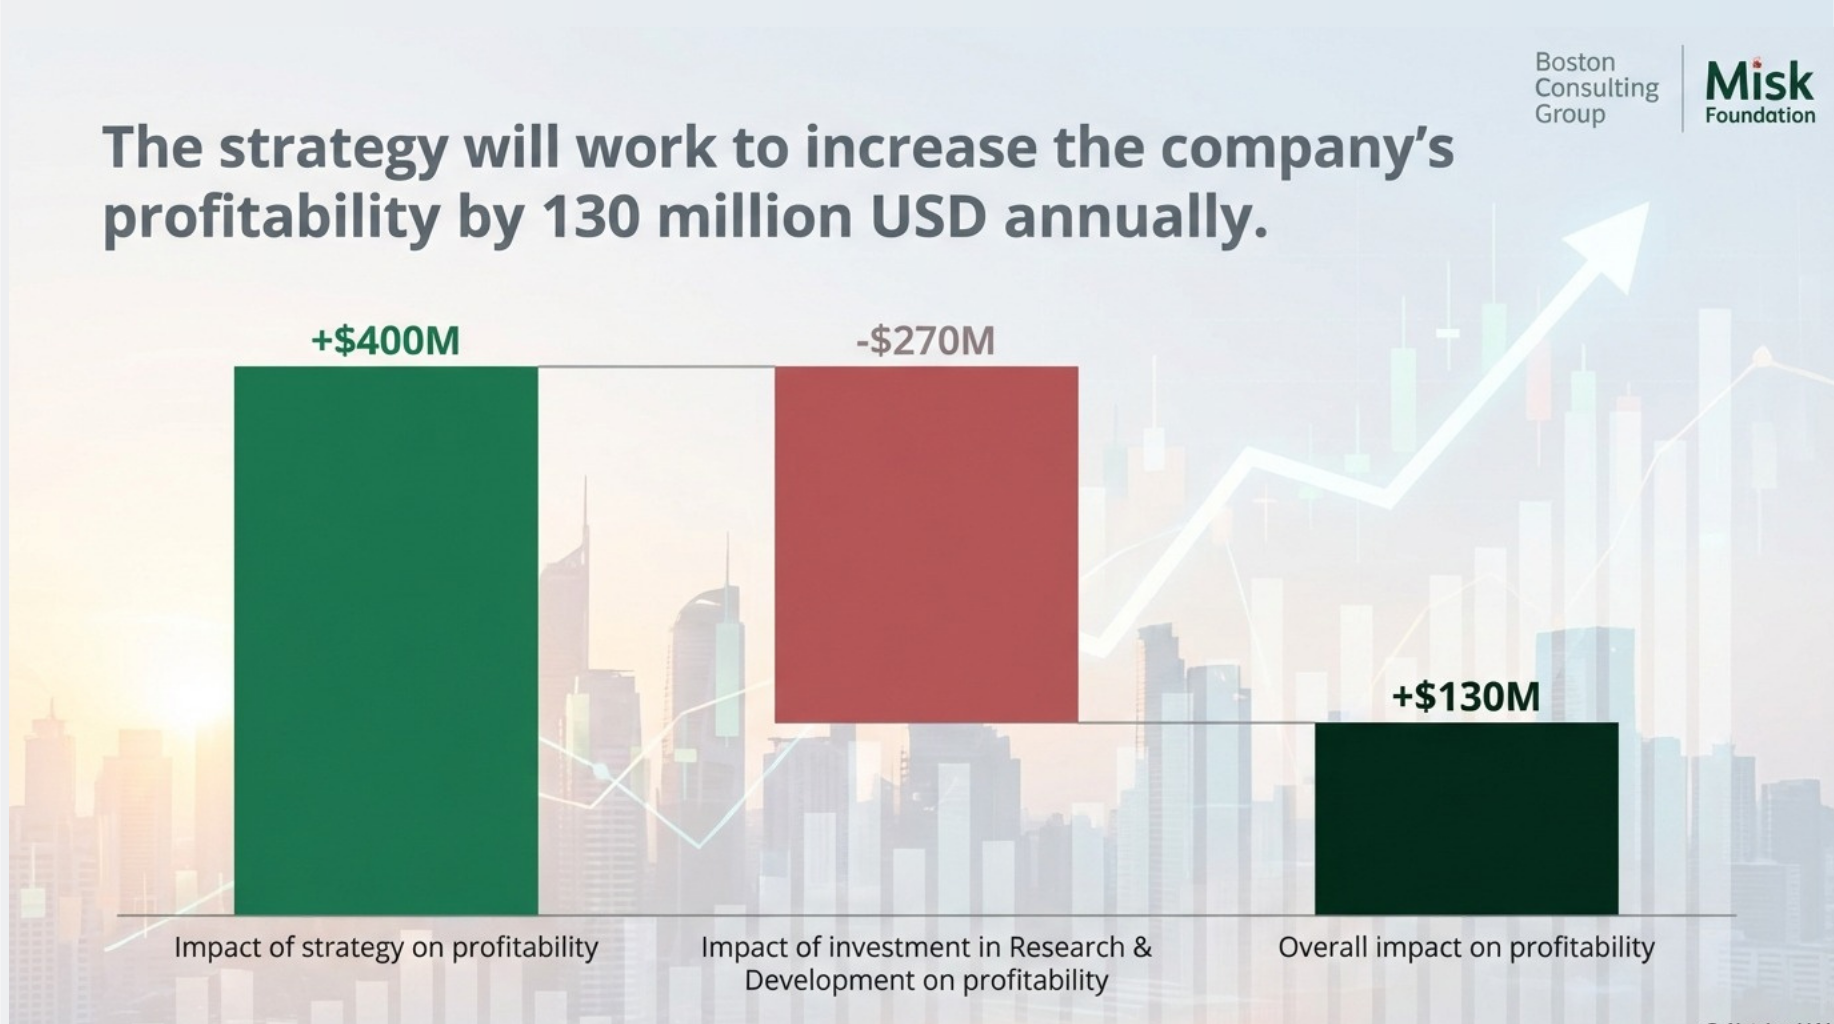 Boston
Consulting
Group
Misk
Foundation
The strategy will work to increase the company’s
profitability by 130 million USD annually.
+$400M
-$270M
+$130M
Impact of strategy on profitability
Impact of investment in Research &
Development on profitability
Overall impact on profitability